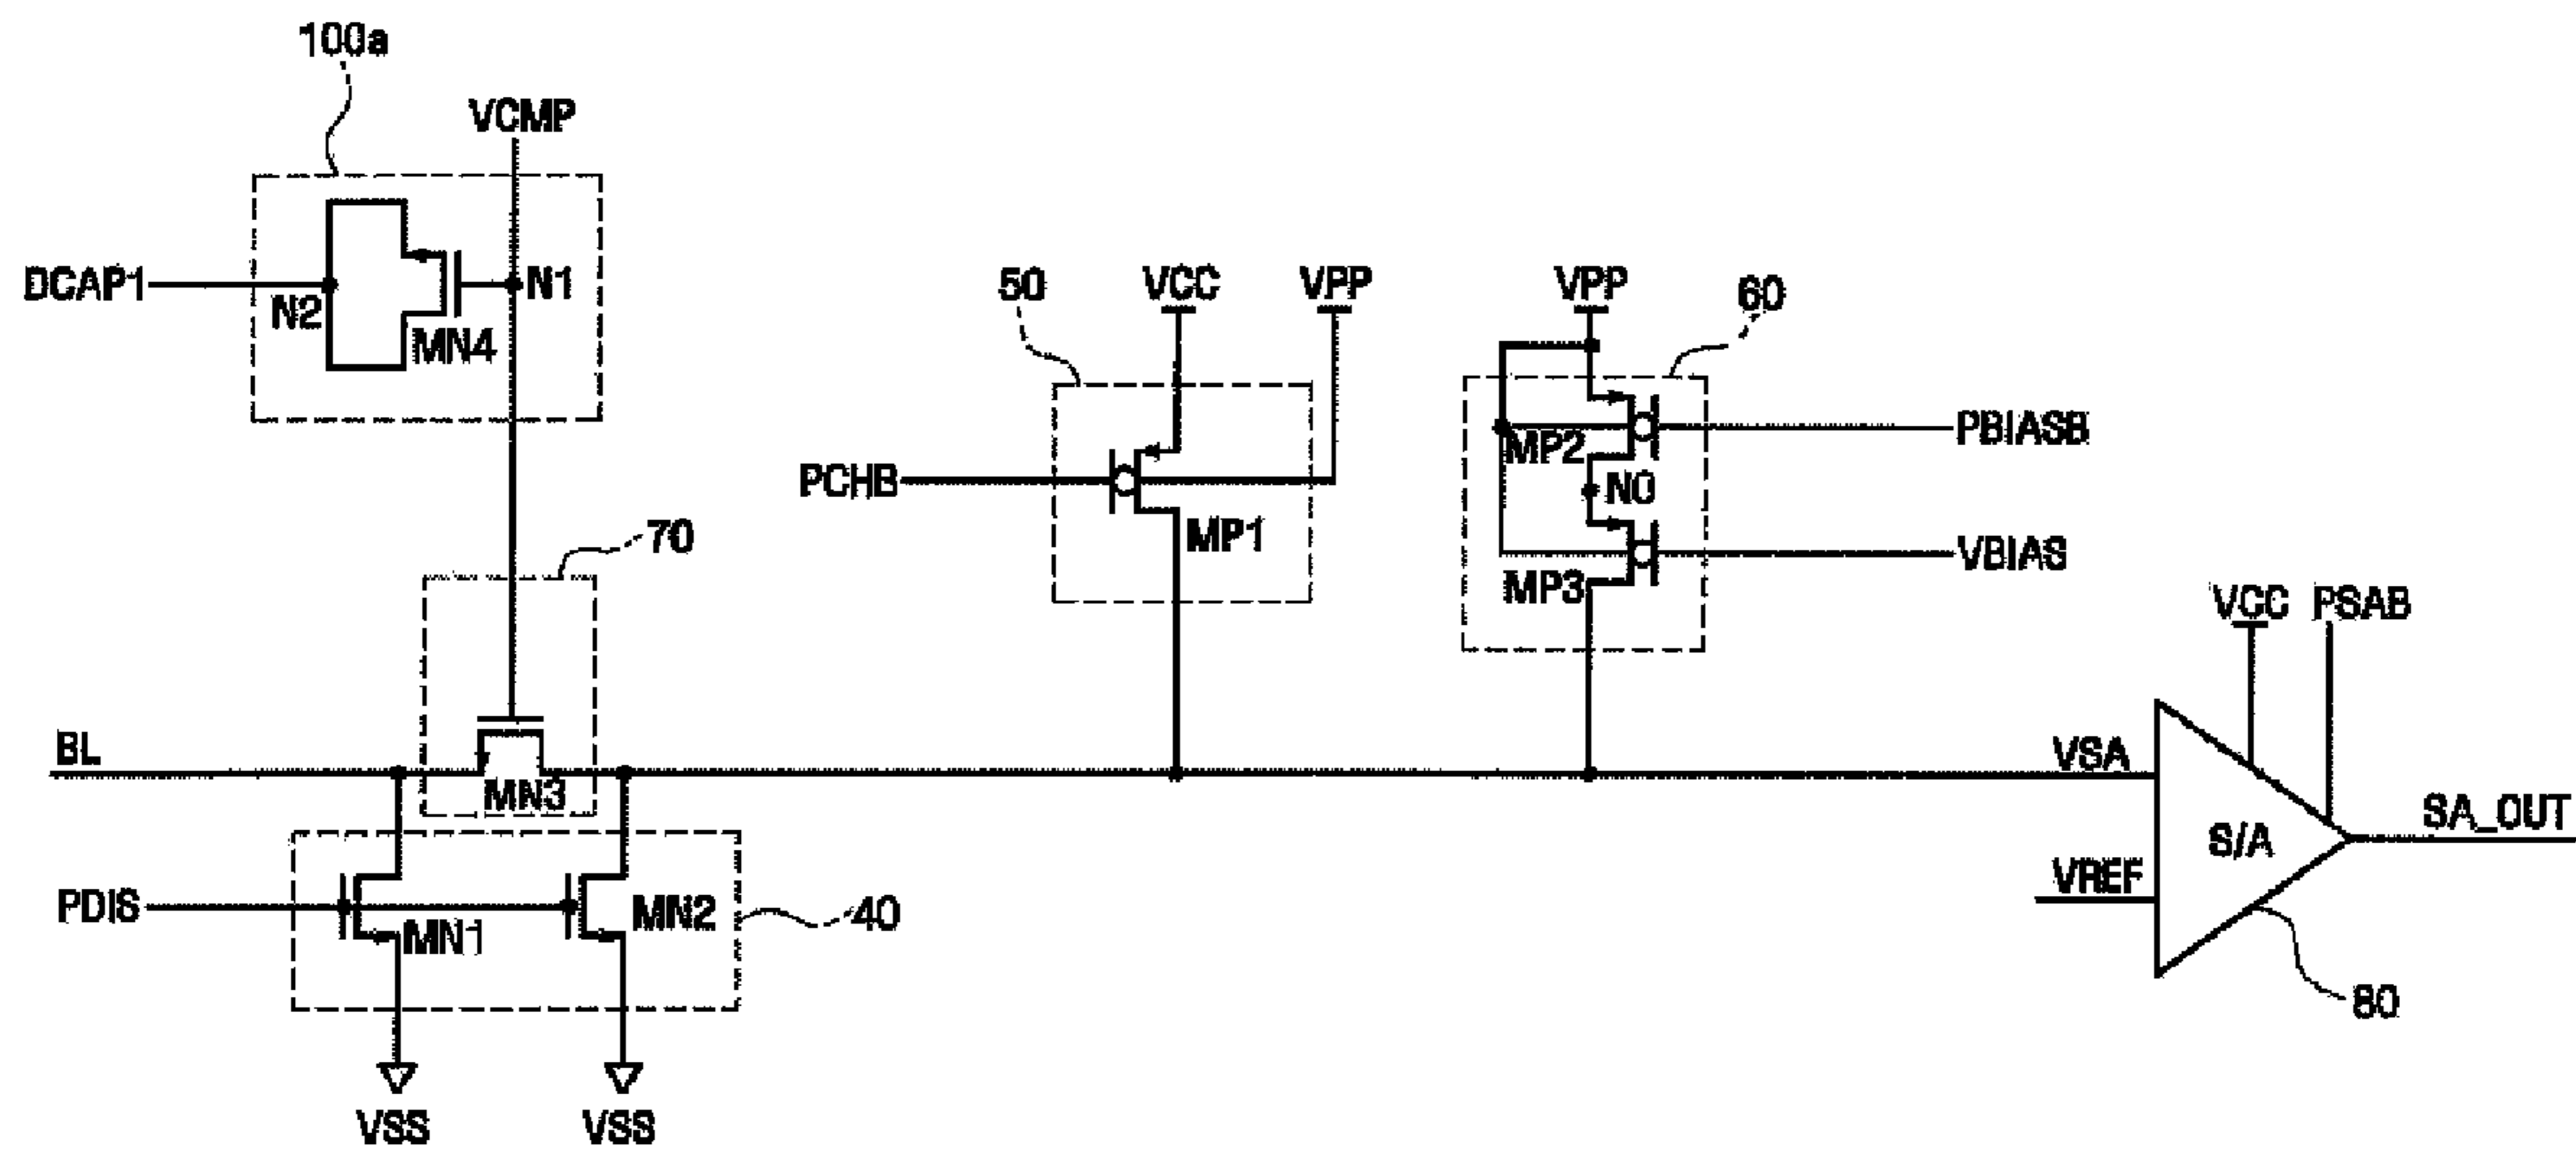 100a
VCMP
DCAP1
N2
N1
MN4
50
VCC
VPP
VPP
60
PCHB
MP1
MP2
PBIASB
N0
MP3
VBIAS
70
VCC
PSAB
BL
MN3
VSA
S/A
SA_OUT
VREF
PDIS
MN1
MN2
40
80
VSS
VSS